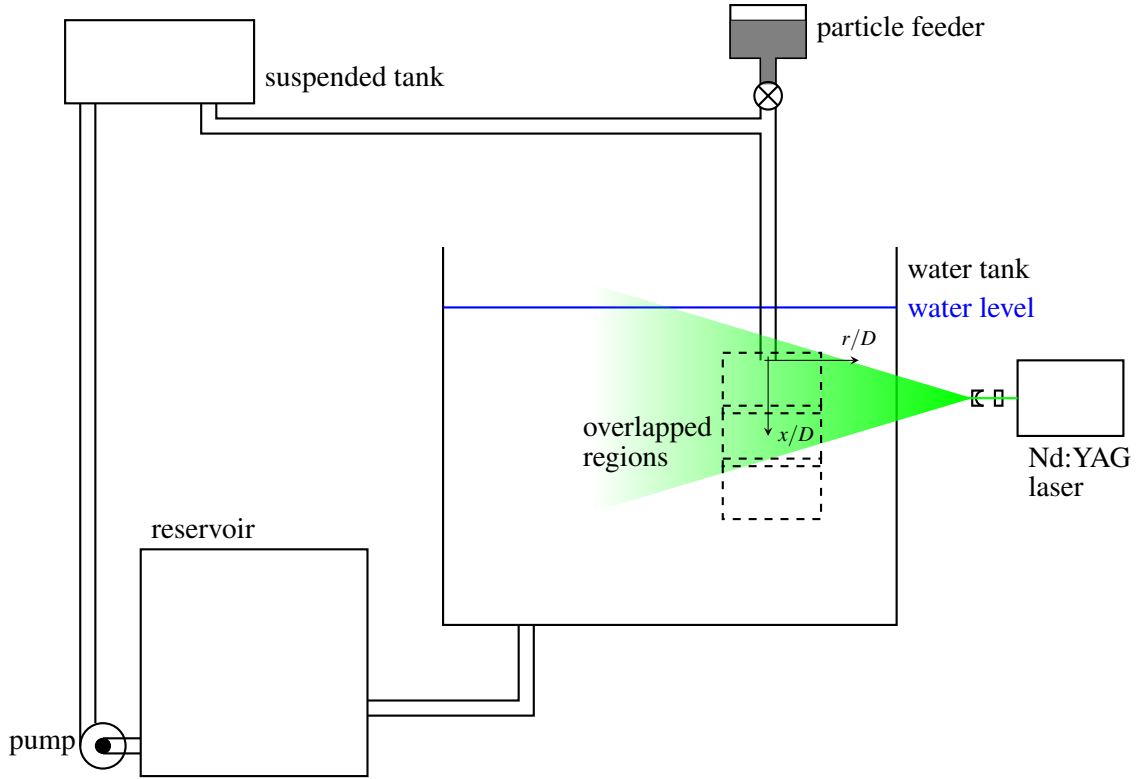 particle feeder
suspended tank
water tank
water level
r/D
overlapped
regions
x/D
Nd:YAG
laser
reservoir
pump